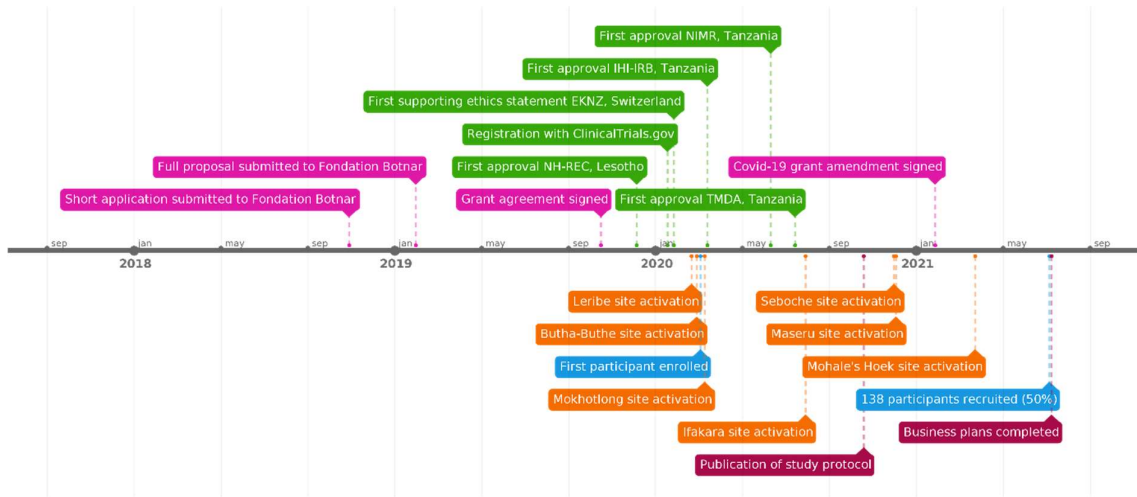 First approval NIMR, Tanzania
First approval IHI-IRB, Tanzania
First supporting ethics statement EKNZ, Switzerland
Registration with ClinicalTrials.gov
Full proposal submitted to Fondation Botnar
First approval NH-REC, Lesotho
Covid-19 grant amendment signed
Short application submitted to Fondation Botnar
Grant agreement signed
First approval TMDA, Tanzania
sep jan may sep jan may sep jan may sep jan may sep
2018 2019 2020 2021
Leribe site activation
Seboche site activation
Butha-Buthe site activation
Maseru site activation
First participant enrolled
Mohale's Hoek site activation
Mokhotlong site activation
138 participants recruited (50%)
Ifakara site activation
Business plans completed
Publication of study protocol